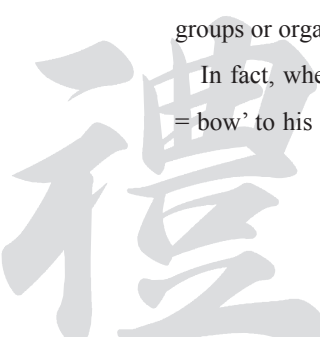 groups or orga
In fact, whe
= bow’ to his
禮